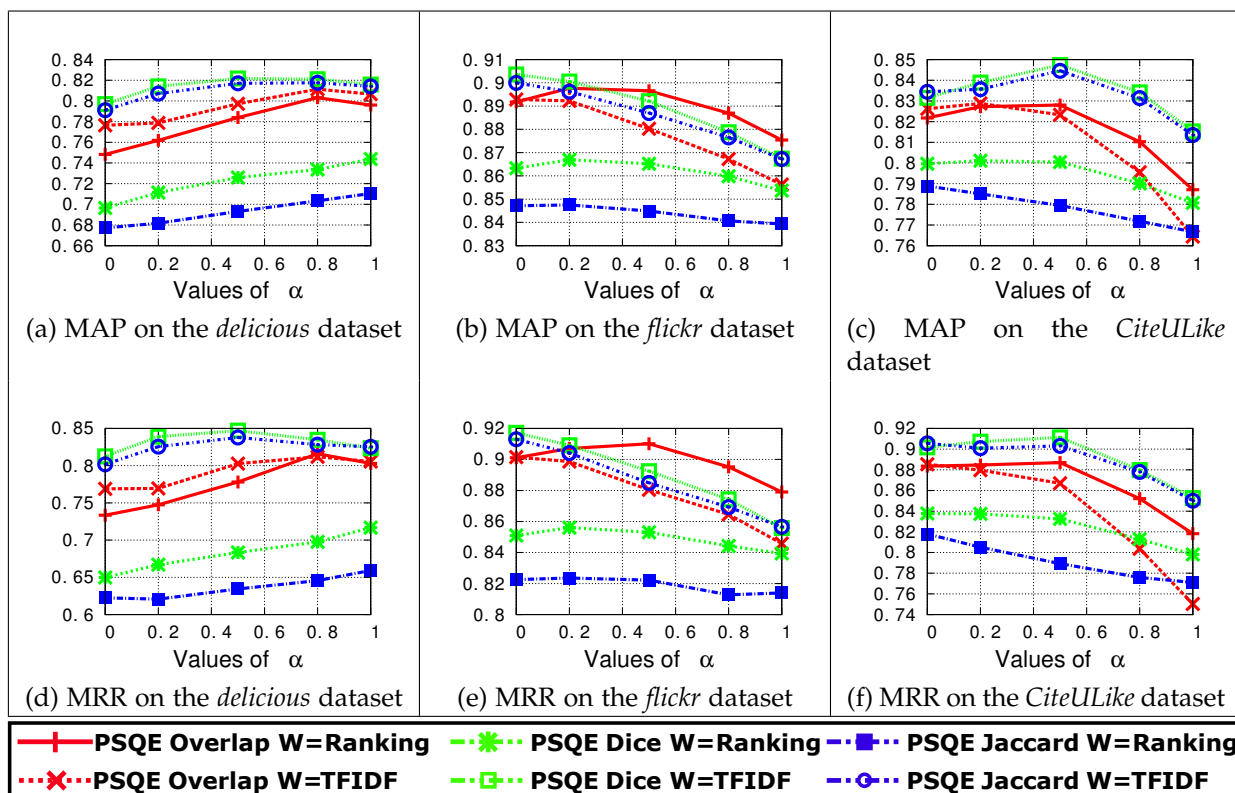 0. 84
0. 82
0. 8
0. 78
0. 76
0. 74
0. 72
0. 7
0. 68
0. 66
0 0. 2 0. 4 0. 6 0. 8 1
Values of α
(a) MAP on the delicious dataset
0. 91
0. 9
0. 89
0. 88
0. 87
0. 86
0. 85
0. 84
0. 83
0 0. 2 0. 4 0. 6 0. 8 1
Values of α
(b) MAP on the flickr dataset
0. 85
0. 84
0. 83
0. 82
0. 81
0. 8
0. 79
0. 78
0. 77
0. 76
0 0. 2 0. 4 0. 6 0. 8 1
Values of α
(c) MAP on the CiteULike
dataset
0. 85
0. 8
0. 75
0. 7
0. 65
0. 6
0 0. 2 0. 4 0. 6 0. 8 1
Values of α
(d) MRR on the delicious dataset
0. 92
0. 9
0. 88
0. 86
0. 84
0. 82
0. 8
0 0. 2 0. 4 0. 6 0. 8 1
Values of α
(e) MRR on the flickr dataset
0. 92
0. 9
0. 88
0. 86
0. 84
0. 82
0. 8
0. 78
0. 76
0. 74
0 0. 2 0. 4 0. 6 0. 8 1
Values of α
(f) MRR on the CiteULike dataset
PSQE Overlap W=Ranking PSQE Dice W=Ranking PSQE Jaccard W=Ranking
PSQE Overlap W=TFIDF PSQE Dice W=TFIDF PSQE Jaccard W=TFIDF